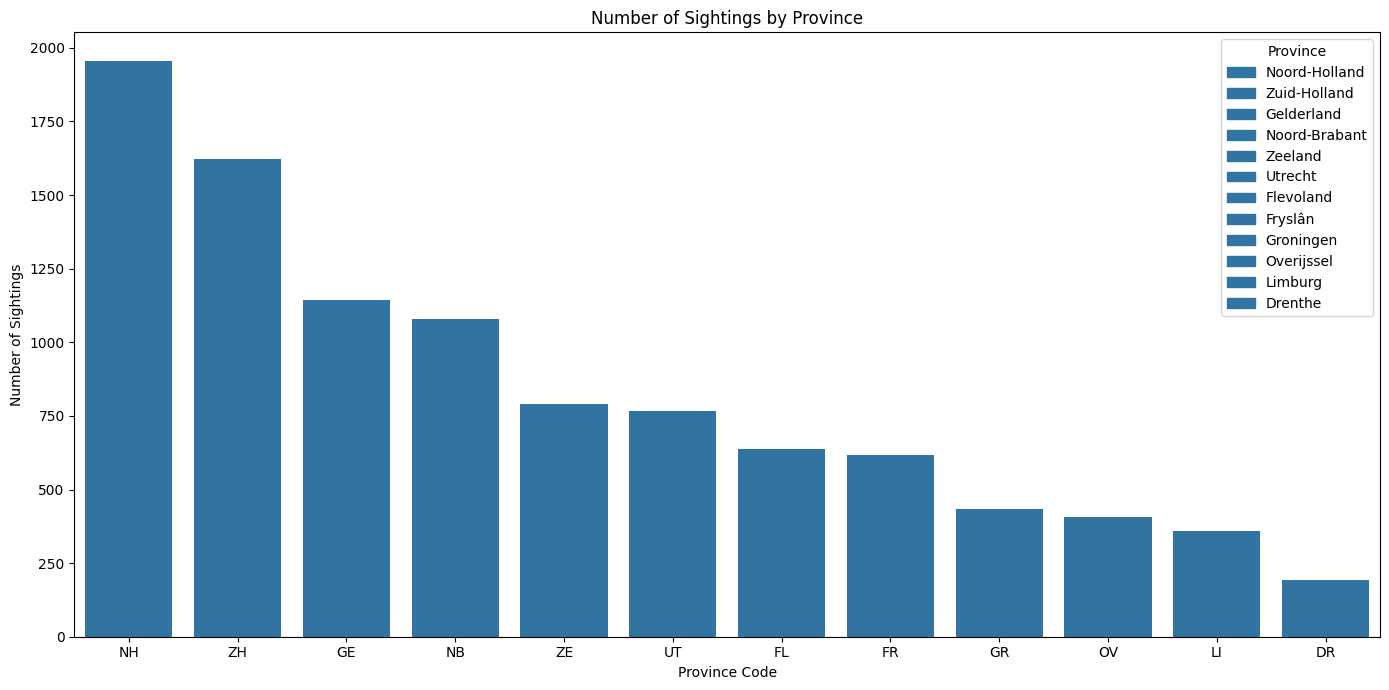 Number of Sightings by Province
Number of Sightings
2000
1750
1500
1250
1000
750
500
250
0
Province
Noord-Holland
Zuid-Holland
Gelderland
Noord-Brabant
Zeeland
Utrecht
Flevoland
Fryslân
Groningen
Overijssel
Limburg
Drenthe
NH ZH GE NB ZE UT FL FR GR OV LI DR
Province Code